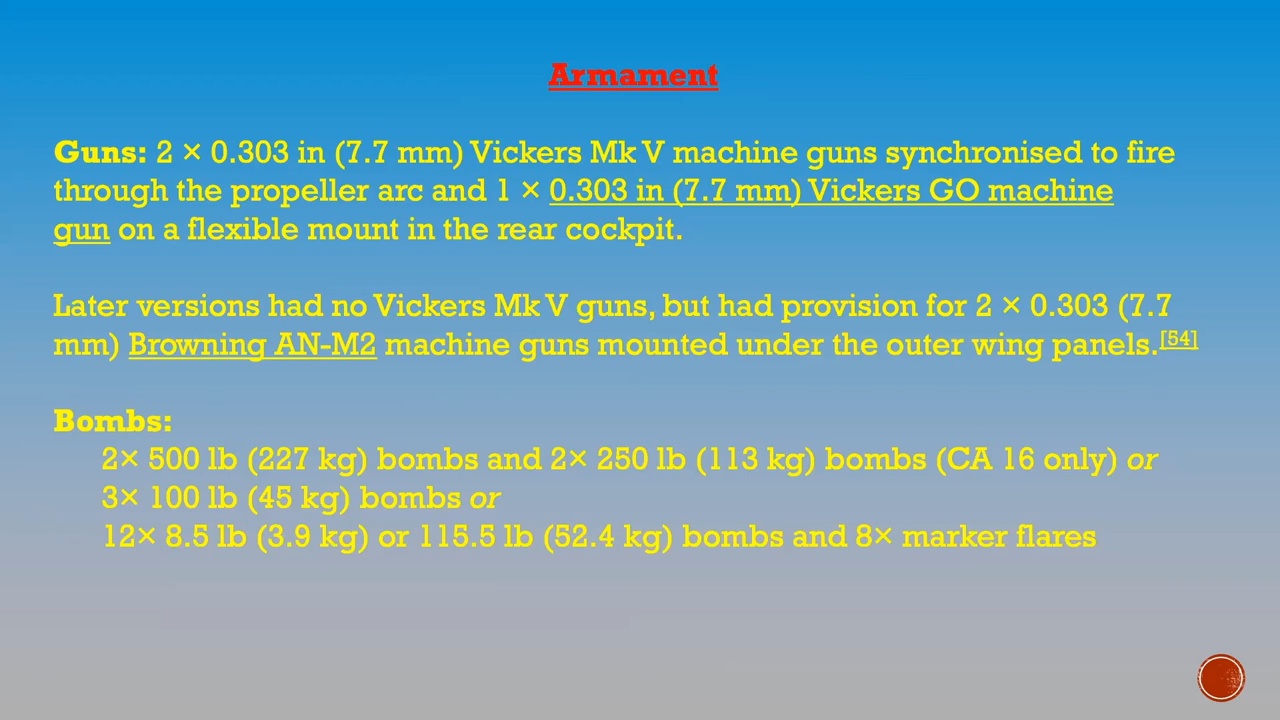 Armament
Guns: 2 × 0.303 in (7.7 mm) Vickers Mk V machine guns synchronised to fire
through the propeller arc and 1 × 0.303 in (7.7 mm) Vickers GO machine
gun on a flexible mount in the rear cockpit.
Later versions had no Vickers Mk V guns, but had provision for 2 × 0.303 (7.7
mm) Browning AN-M2 machine guns mounted under the outer wing panels.[54]
Bombs:
2× 500 lb (227 kg) bombs and 2× 250 lb (113 kg) bombs (CA 16 only) or
3× 100 lb (45 kg) bombs or
12× 8.5 lb (3.9 kg) or 115.5 lb (52.4 kg) bombs and 8× marker flares